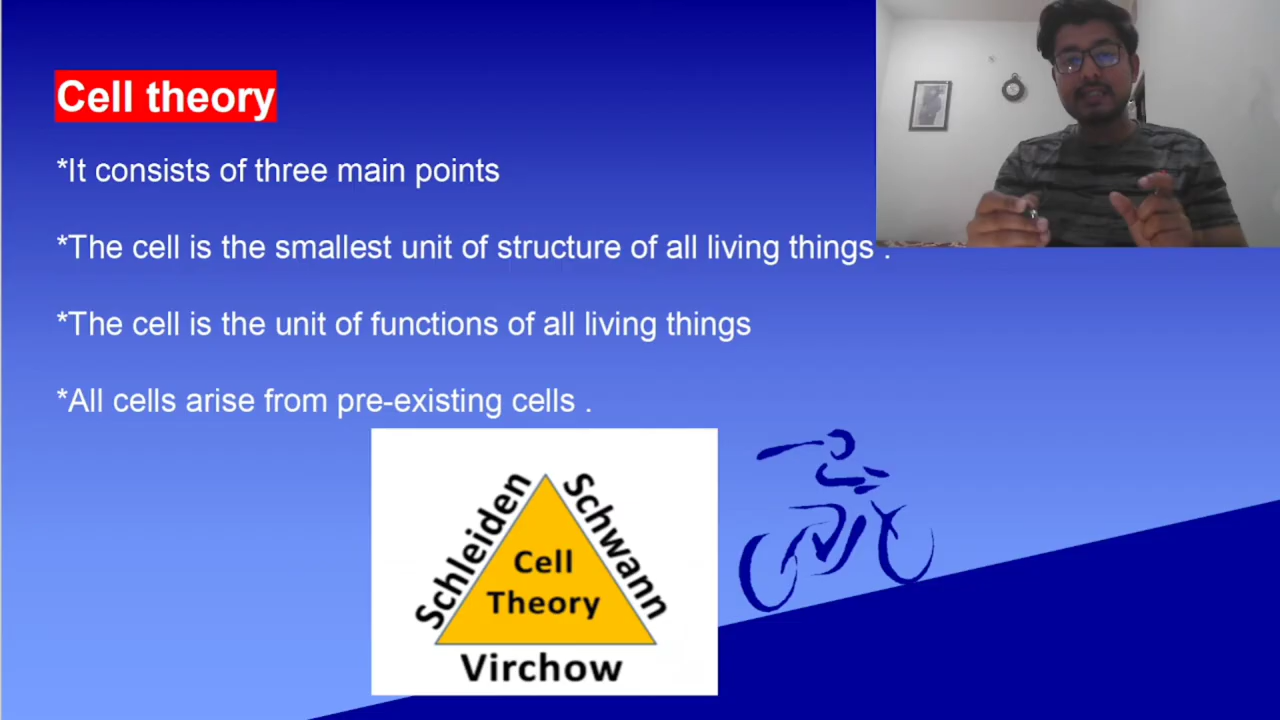 Cell theory
*It consists of three main points
*The cell is the smallest unit of structure of all living things .
*The cell is the unit of functions of all living things
*All cells arise from pre-existing cells .
Schleiden
Schwann
Cell
Theory
Virchow